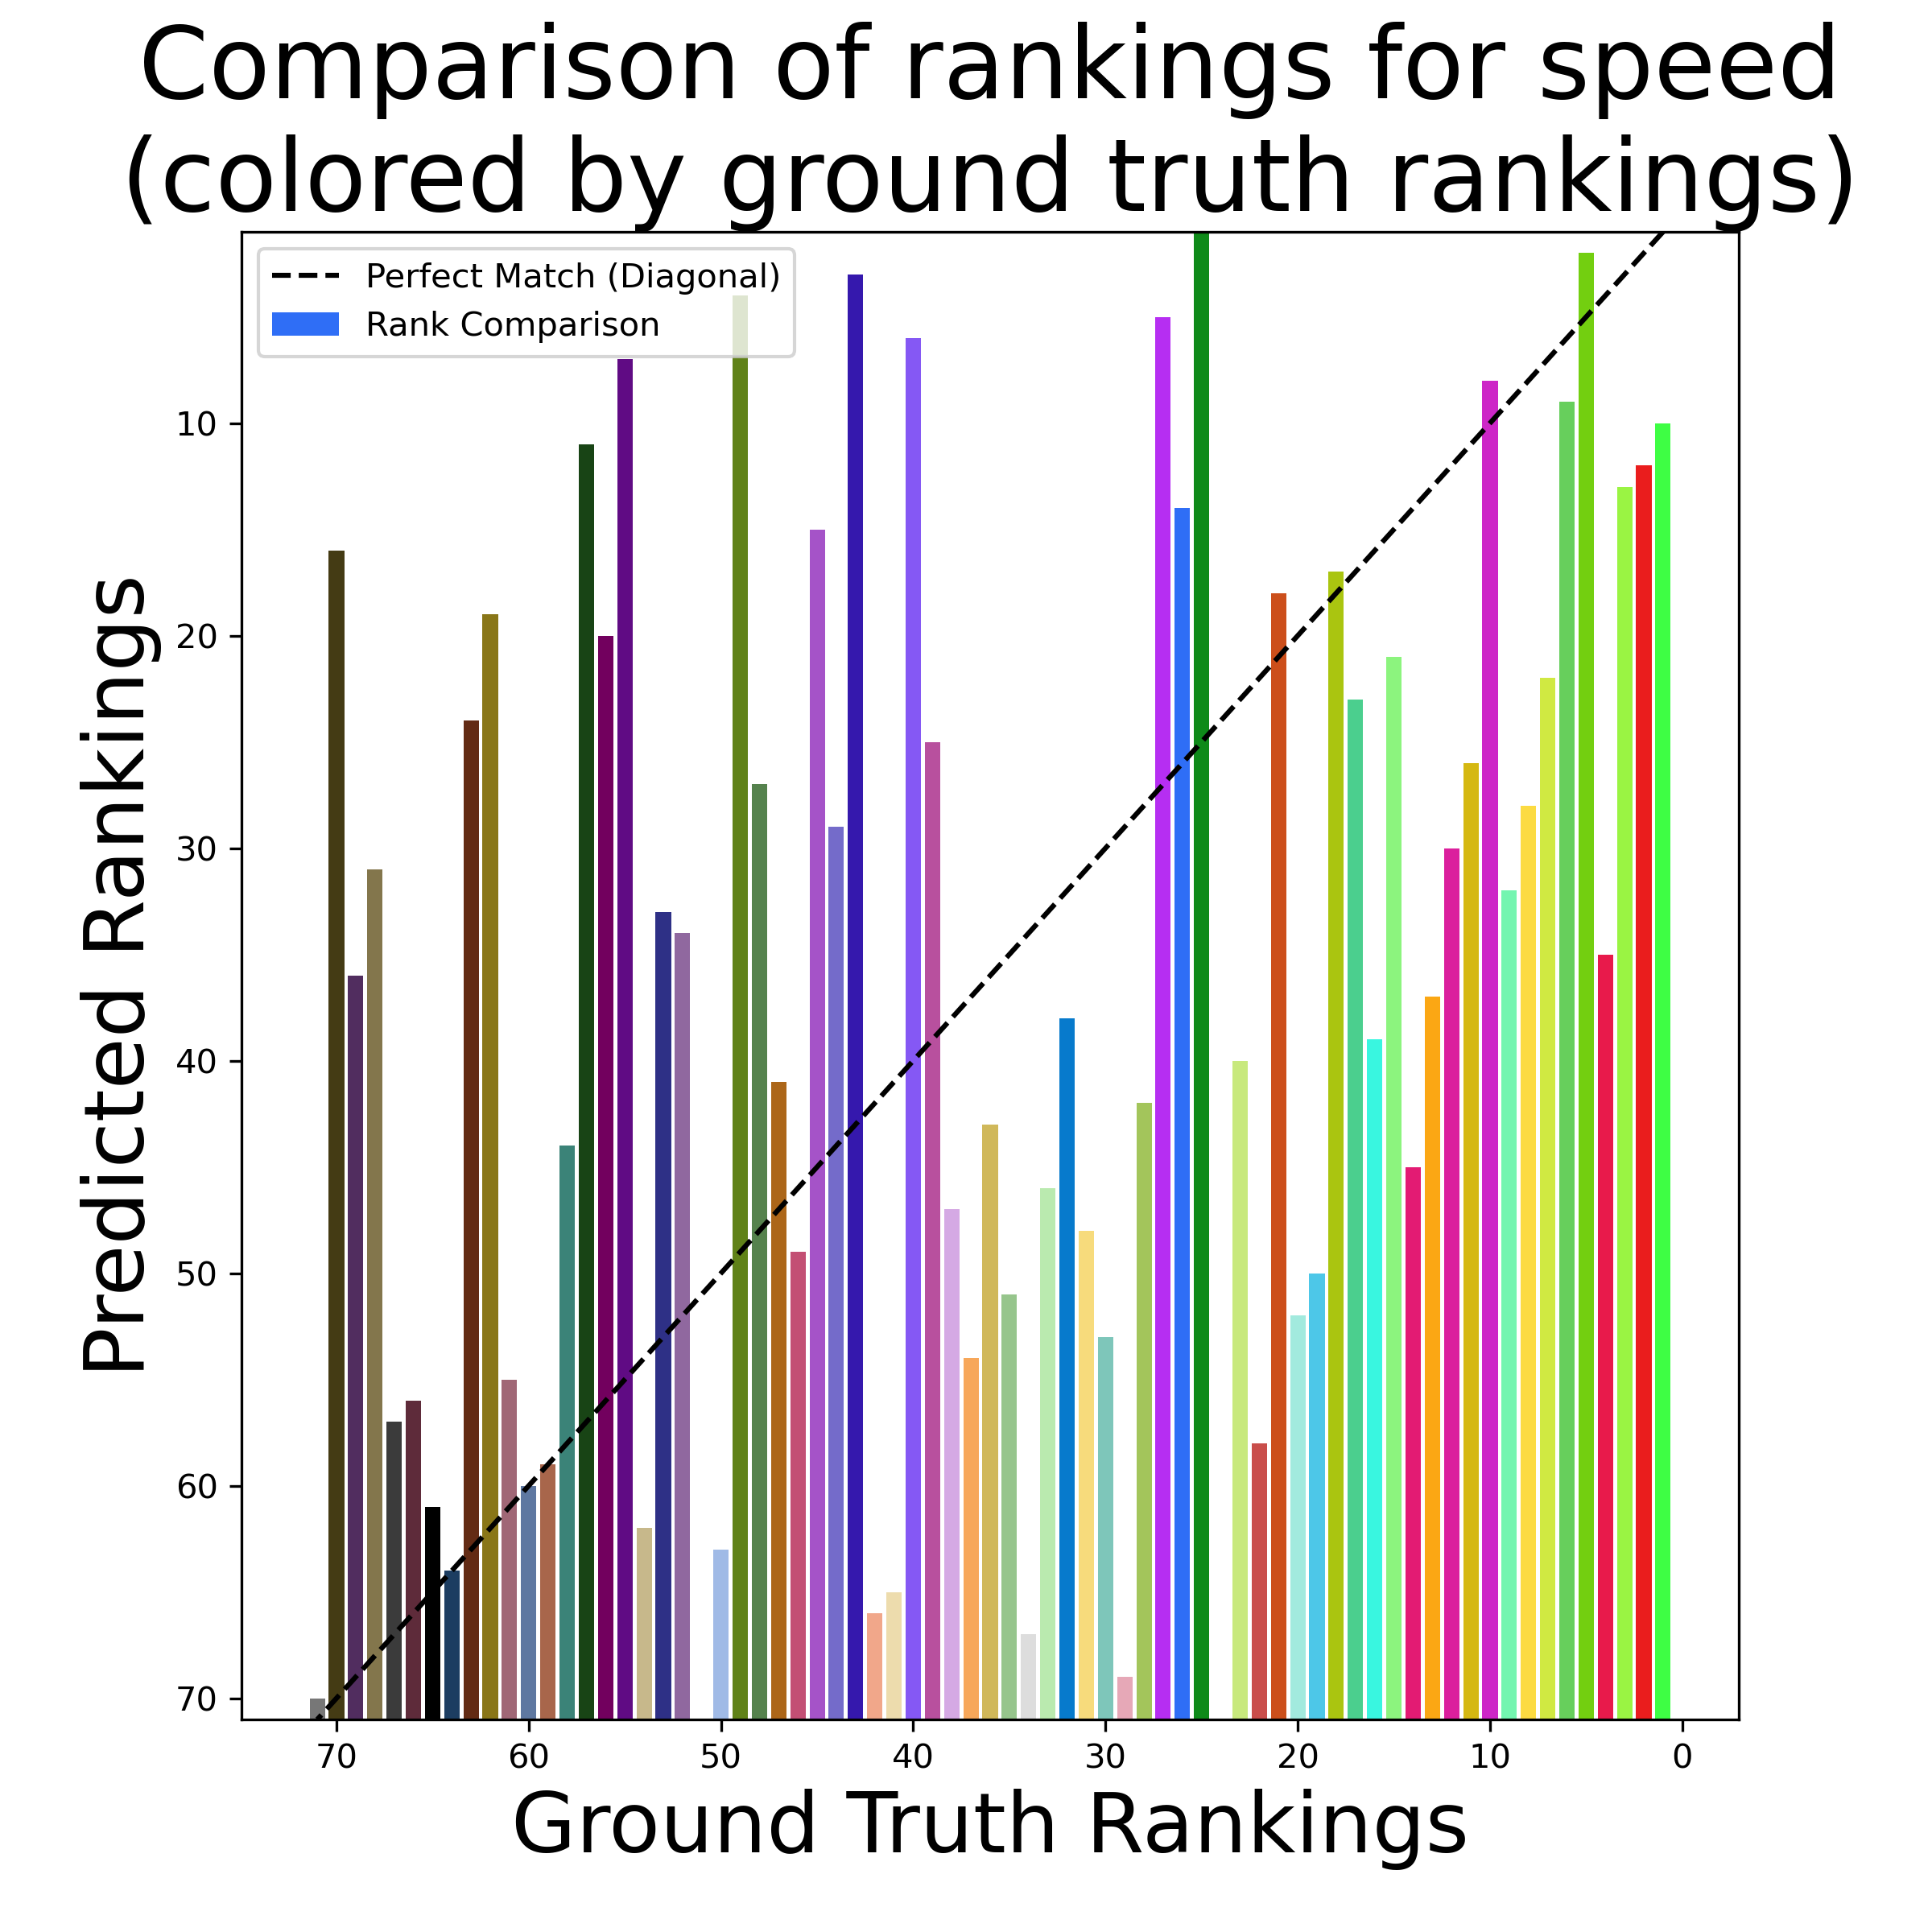 Comparison of rankings for speed
(colored by ground truth rankings)
Perfect Match (Diagonal)
Rank Comparison
Predicted Rankings
10
20
30
40
50
60
70
70 60 50 40 30 20 10 0
Ground Truth Rankings